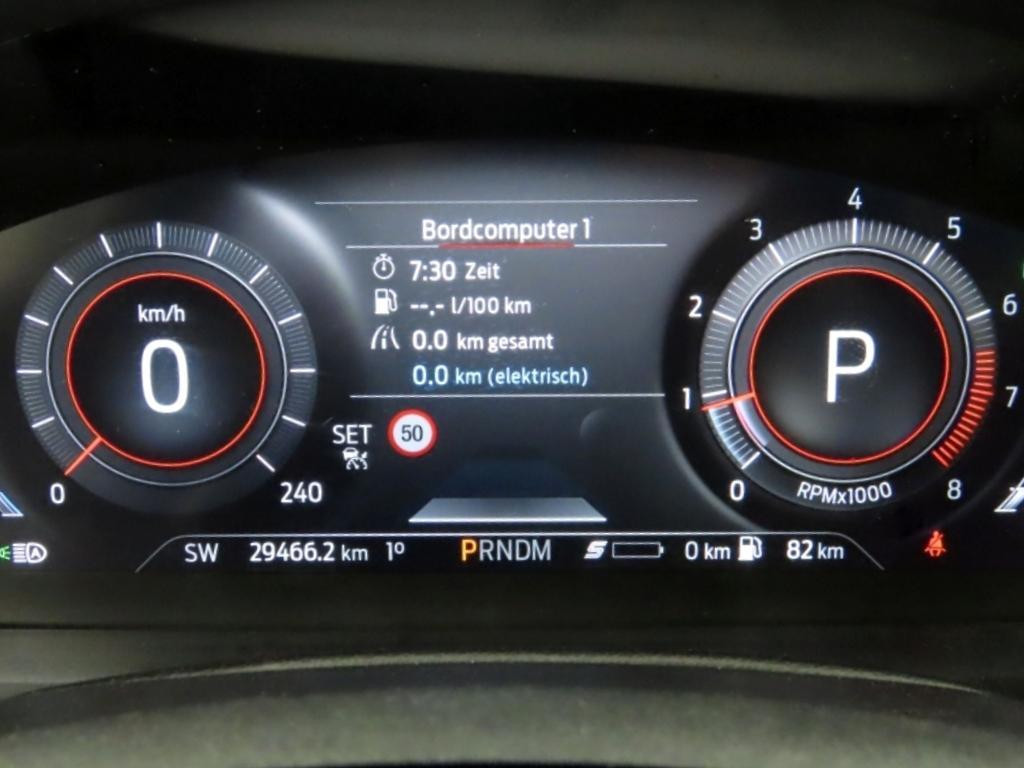 Bordcomputer 1
7:30 Zeit
--.- l/100 km
0.0 km gesamt
0.0 km (elektrisch)
SET 50
km/h
0
0 240
0 1 2 3 4 5 6 7 8
P
RPMx1000
A
SW 29466.2 km 1° PRNDM S 0 km 82 km